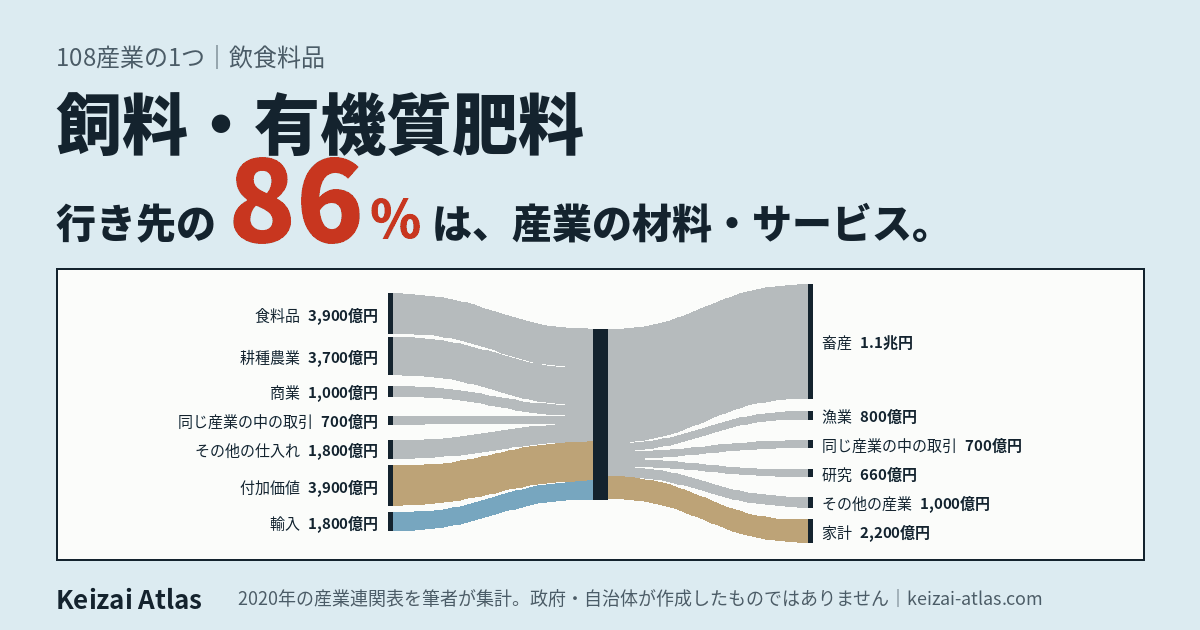 108産業の1つ｜飲食料品
飼料・有機質肥料
行き先の 86% は、産業の材料・サービス。
食料品 3,900億円
耕種農業 3,700億円
商業 1,000億円
同じ産業の中の取引 700億円
その他の仕入れ 1,800億円
付加価値 3,900億円
輸入 1,800億円
畜産 1.1兆円
漁業 800億円
同じ産業の中の取引 700億円
研究 660億円
その他の産業 1,000億円
家計 2,200億円
Keizai Atlas 2020年の産業連関表を筆者が集計。政府・自治体が作成したものではありません｜keizai-atlas.com